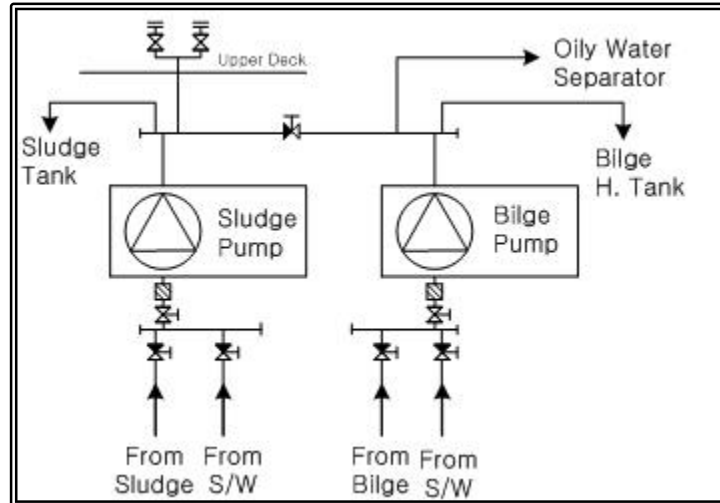 Upper Deck
Oily Water
Separator
Sludge
Tank
Bilge
H. Tank
Sludge
Pump
Bilge
Pump
From
Sludge
From
S/W
From
Bilge
From
S/W